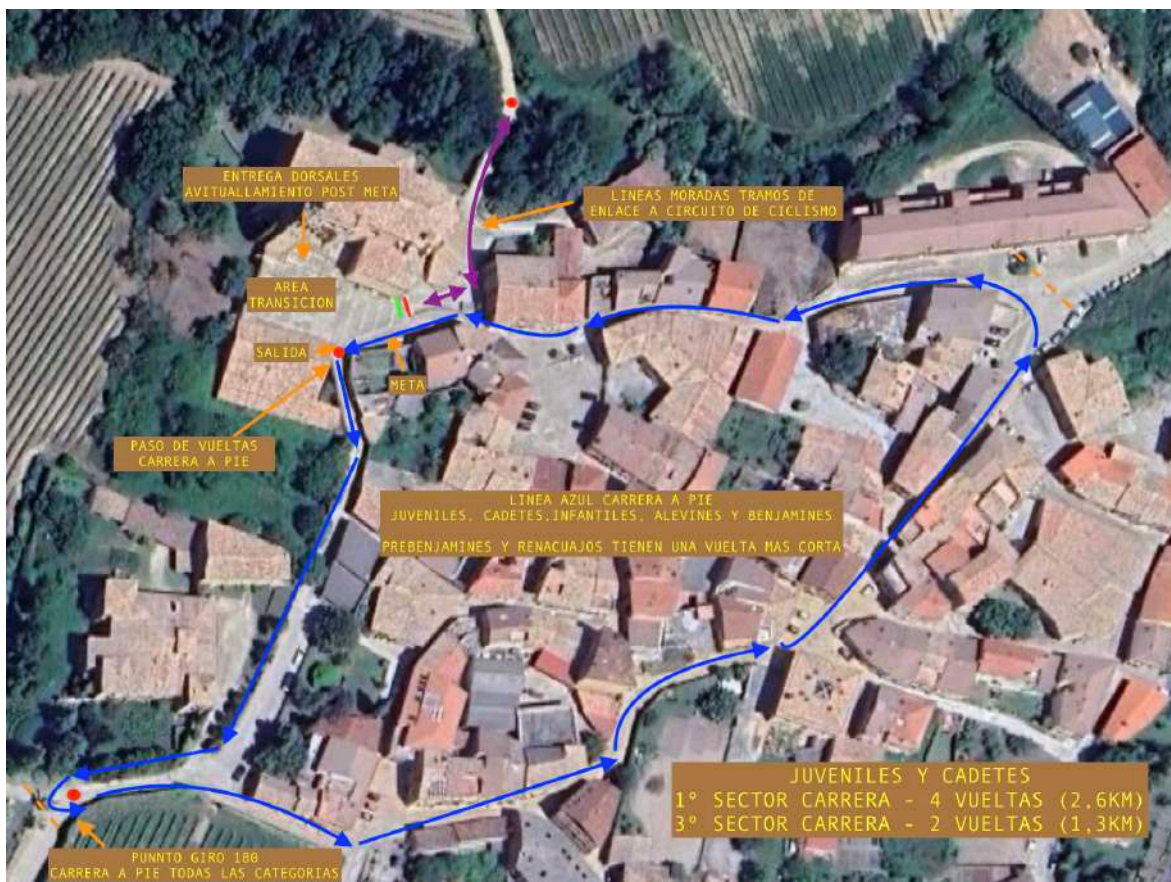 ENTREGA DORSALES
AVITUALLAMIENTO POST META
LINEAS MORADAS TRAMOS DE
ENLACE A CIRCUITO DE CICLISMO
AREA
TRANSICION
SALIDA
META
PASO DE VUELTAS
CARRERA A PIE
LINEA AZUL CARRERA A PIE
JUVENILES, CADETES,INFANTILES, ALEVINES Y BENJAMINES
PREBENJAMINES Y RENACUAJOS TIENEN UNA VUELTA MAS CORTA
JUVENILES Y CADETES
1º SECTOR CARRERA - 4 VUELTAS (2,6KM)
3º SECTOR CARRERA - 2 VUELTAS (1,3KM)
PUNNTO GIRO 180
CARRERA A PIE TODAS LAS CATEGORIAS